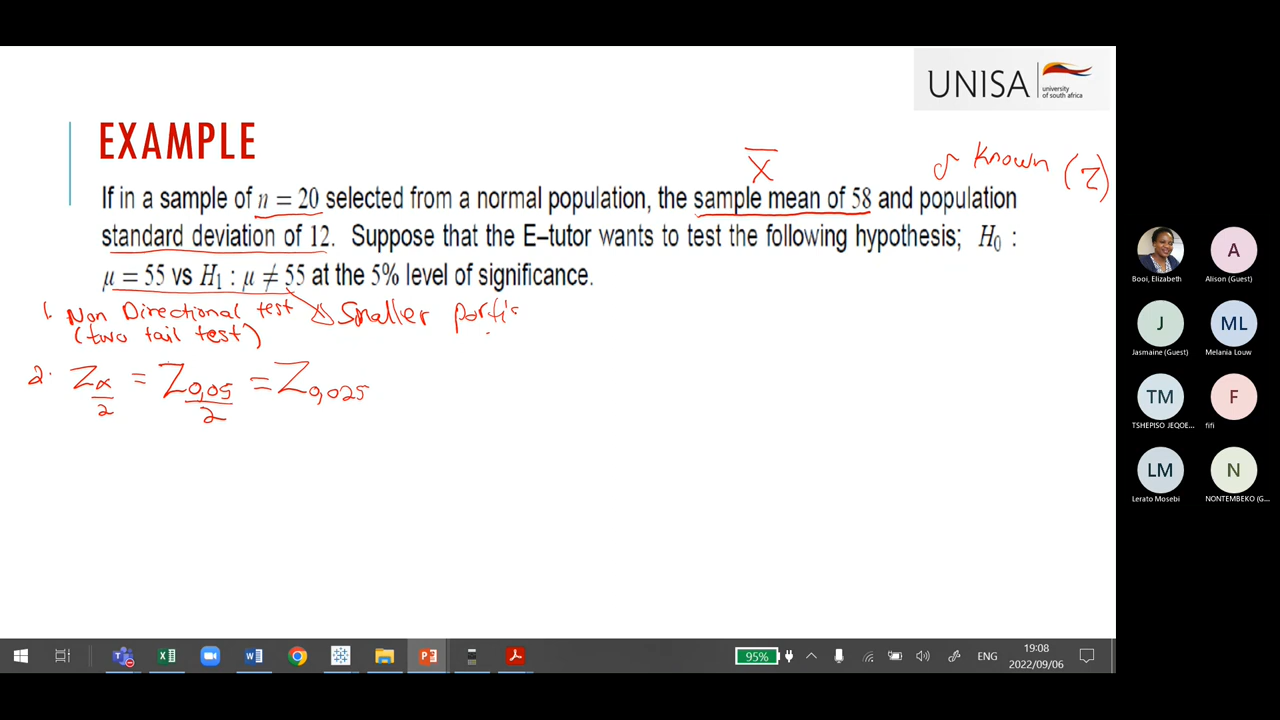 UNISA
university
of south africa
EXAMPLE
X̅
σ Known (Z)
If in a sample of n = 20 selected from a normal population, the sample mean of 58 and population
standard deviation of 12. Suppose that the E–tutor wants to test the following hypothesis; H₀ :
μ = 55 vs H₁ : μ ≠ 55 at the 5% level of significance.
1. Non Directional test
(two tail test)
Smaller porti
2. Zα/2 = Z0,05/2 = Z0,025
A
Booi, Elizabeth
Alison (Guest)
J
ML
Jasmaine (Guest)
Melania Louw
TM
F
TSHEPISO JEQOE...
fifi
LM
N
Lerato Mosebi
NONTEMBEKO (G...
95%
ENG
19:08
2022/09/06